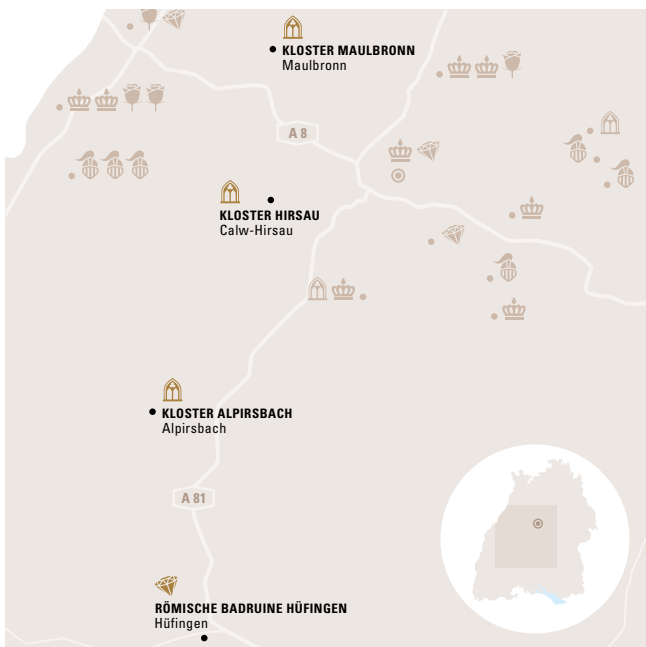 KLOSTER MAULBRONN
Maulbronn
A 8
KLOSTER HIRSAU
Calw-Hirsau
KLOSTER ALPIRSBACH
Alpirsbach
A 81
RÖMISCHE BADRUINE HÜFINGEN
Hüfingen